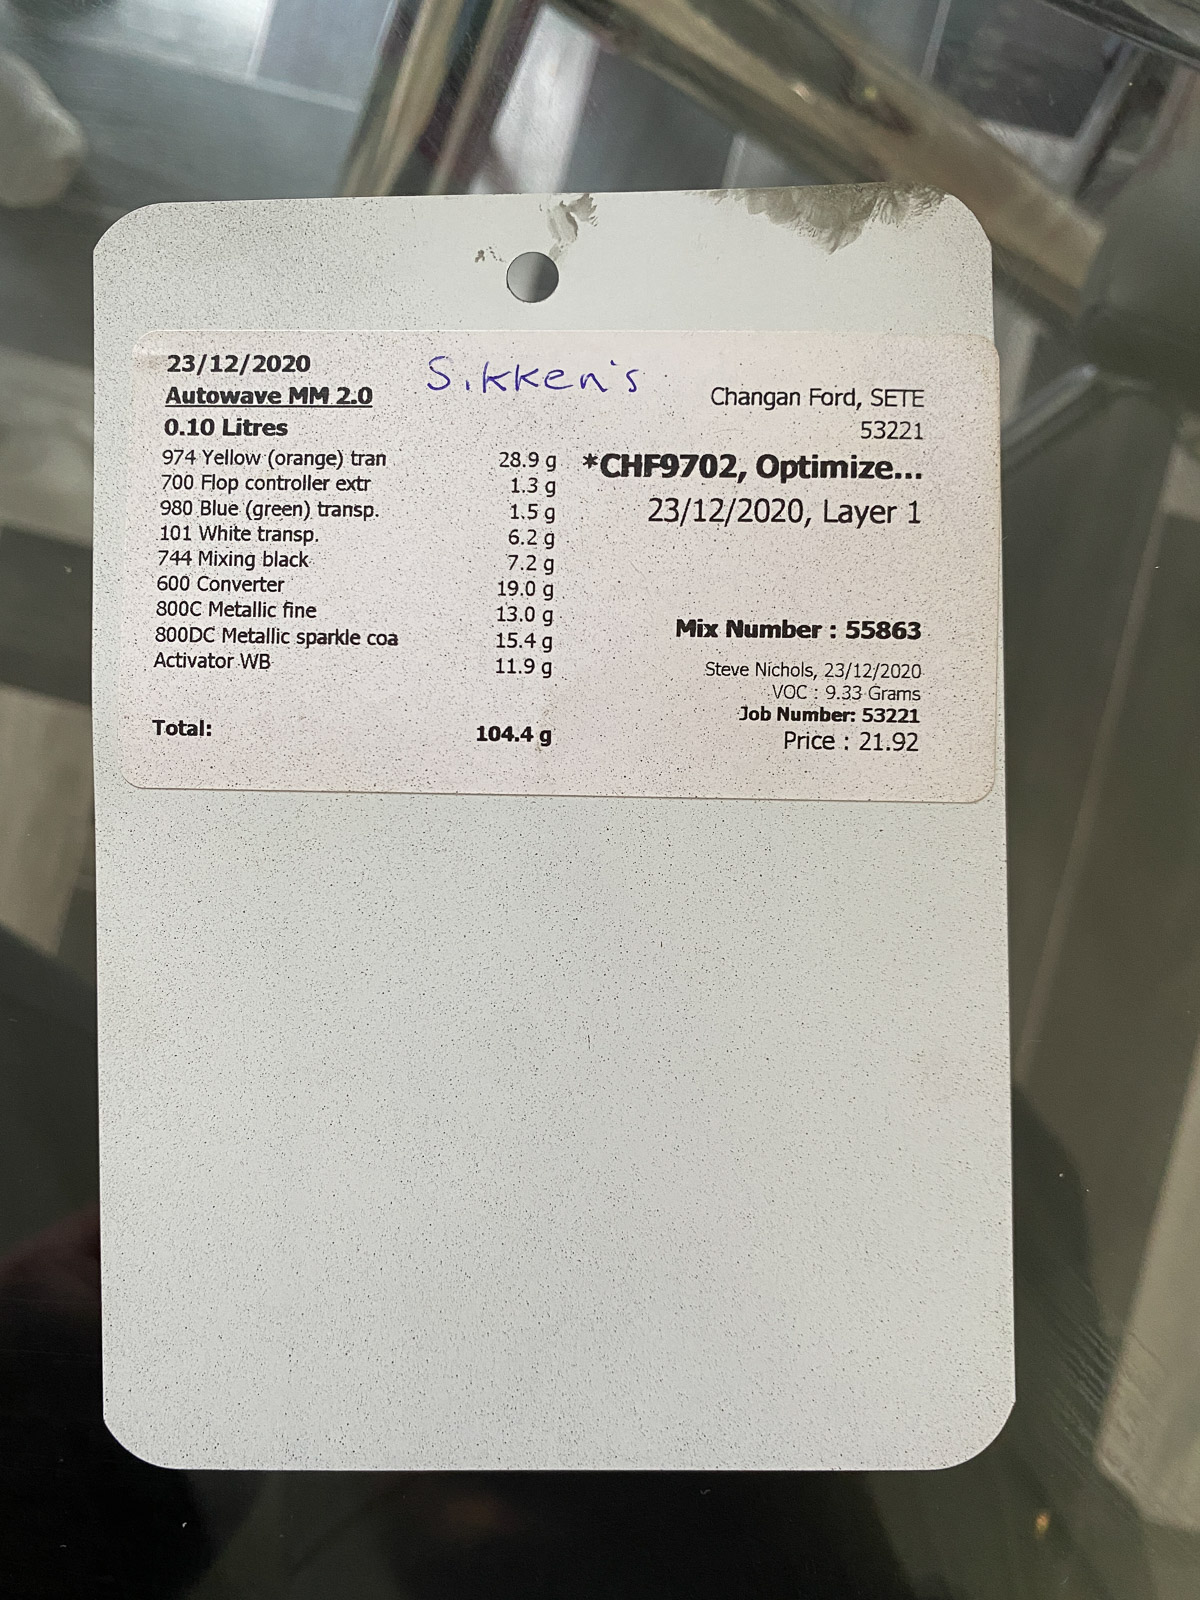 23/12/2020
Sikken's
Autowave MM 2.0
0.10 Litres
974 Yellow (orange) tran 28.9 g
700 Flop controller extr 1.3 g
980 Blue (green) transp. 1.5 g
101 White transp. 6.2 g
744 Mixing black 7.2 g
600 Converter 19.0 g
800C Metallic fine 13.0 g
800DC Metallic sparkle coa 15.4 g
Activator WB 11.9 g
Total: 104.4 g
Changan Ford, SETE
53221
*CHF9702, Optimize...
23/12/2020, Layer 1
Mix Number : 55863
Steve Nichols, 23/12/2020
VOC : 9.33 Grams
Job Number: 53221
Price : 21.92